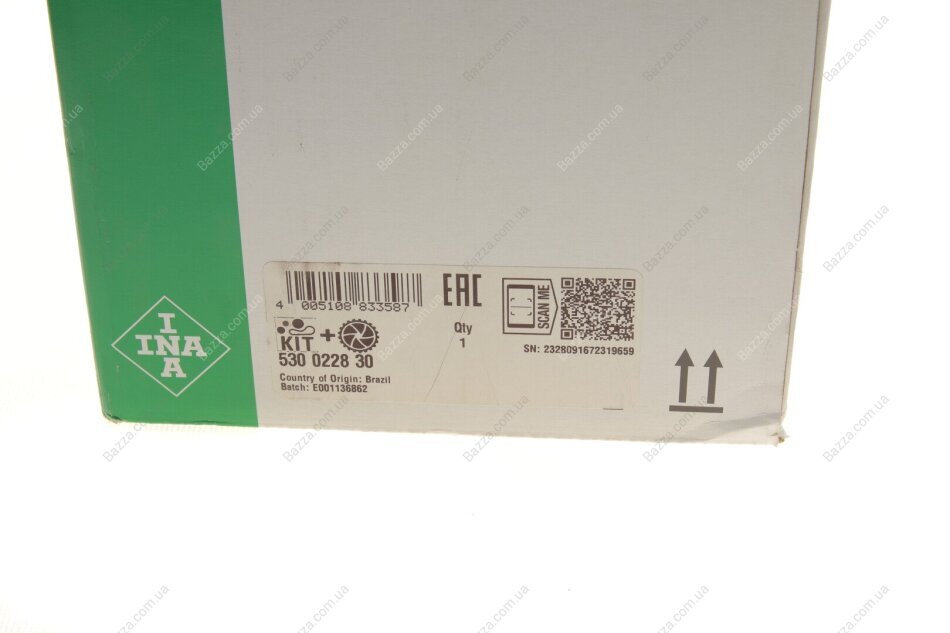 4 005108 833587
EAC
SCAN ME
KIT +
Qty
1
530 0228 30
SN: 2328091672319659
Country of Origin: Brazil
Batch: E001136862
I
INA
A
Bazza.com.ua